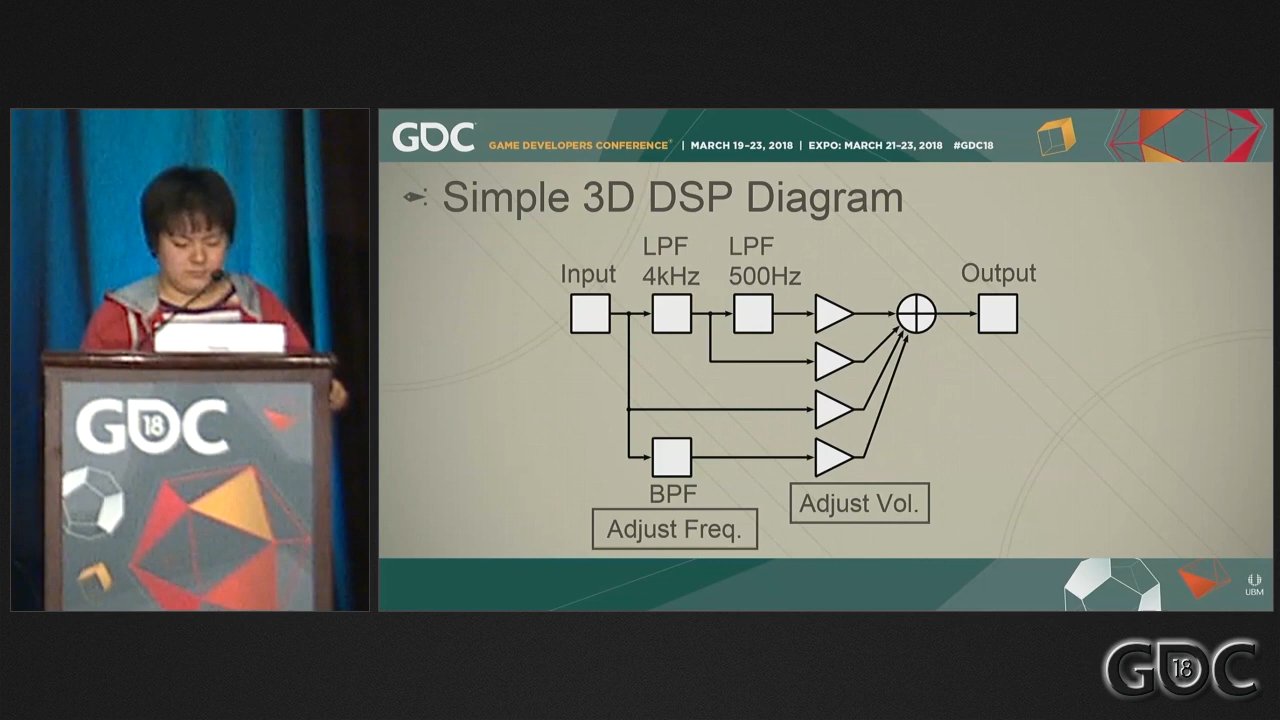 GDC
18
GDC GAME DEVELOPERS CONFERENCE® | MARCH 19–23, 2018 | EXPO: MARCH 21–23, 2018 #GDC18
Simple 3D DSP Diagram
LPF LPF
Input 4kHz 500Hz Output
BPF
Adjust Vol.
Adjust Freq.
UBM
GDC
18